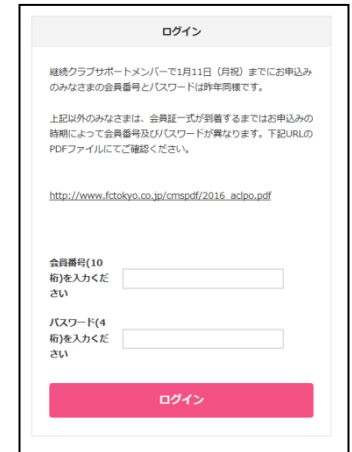 ログイン
継続クラブサポートメンバーで1月11日（月祝）までにお申込み
のみなさまの会員番号とパスワードは昨年同様です。
上記以外のみなさまは、会員証一式が到着するまではお申込みの
時期によって会員番号及びパスワードが異なります。下記URLの
PDFファイルにてご確認ください。
http://www.fctokyo.co.jp/cmspdf/2016_aclpo.pdf
会員番号(10
桁)を入力くだ
さい
パスワード(4
桁)を入力くだ
さい
ログイン